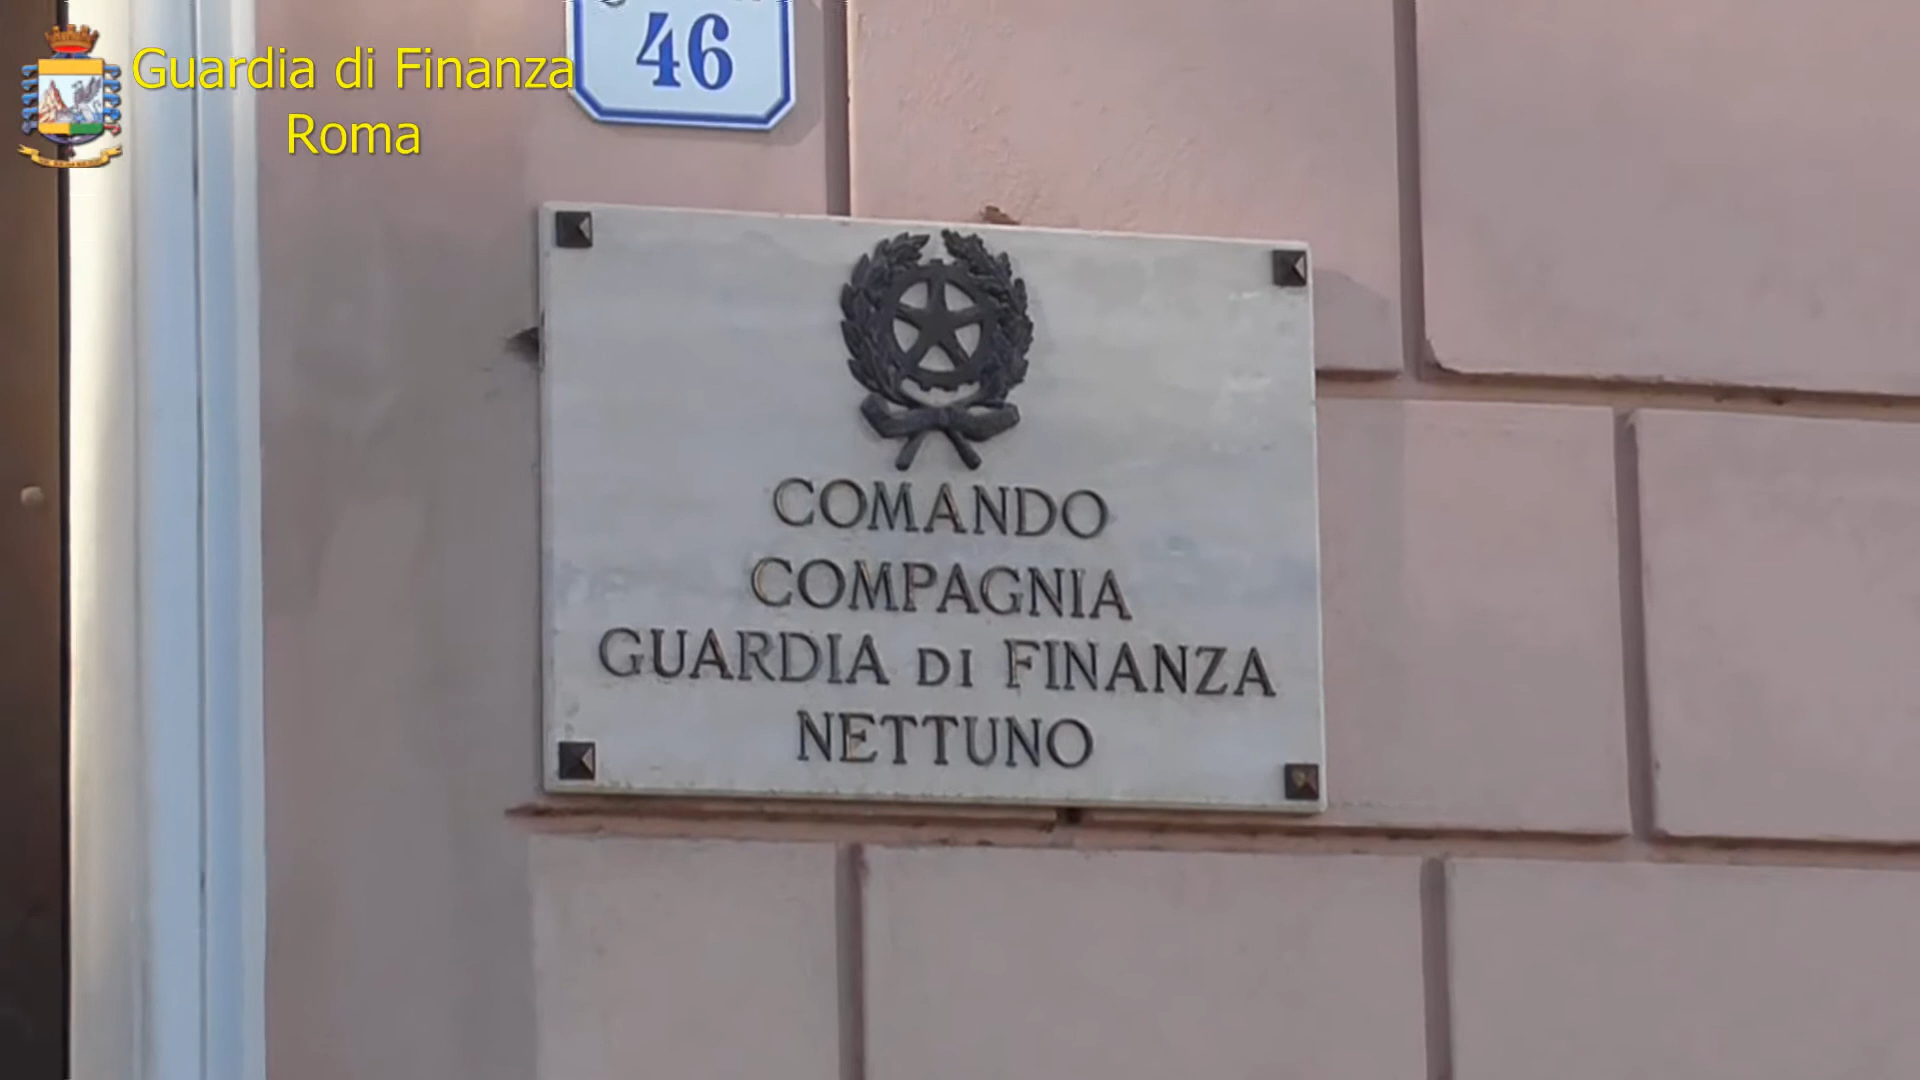 Guardia di Finanza
Roma
46
COMANDO
COMPAGNIA
GUARDIA DI FINANZA
NETTUNO